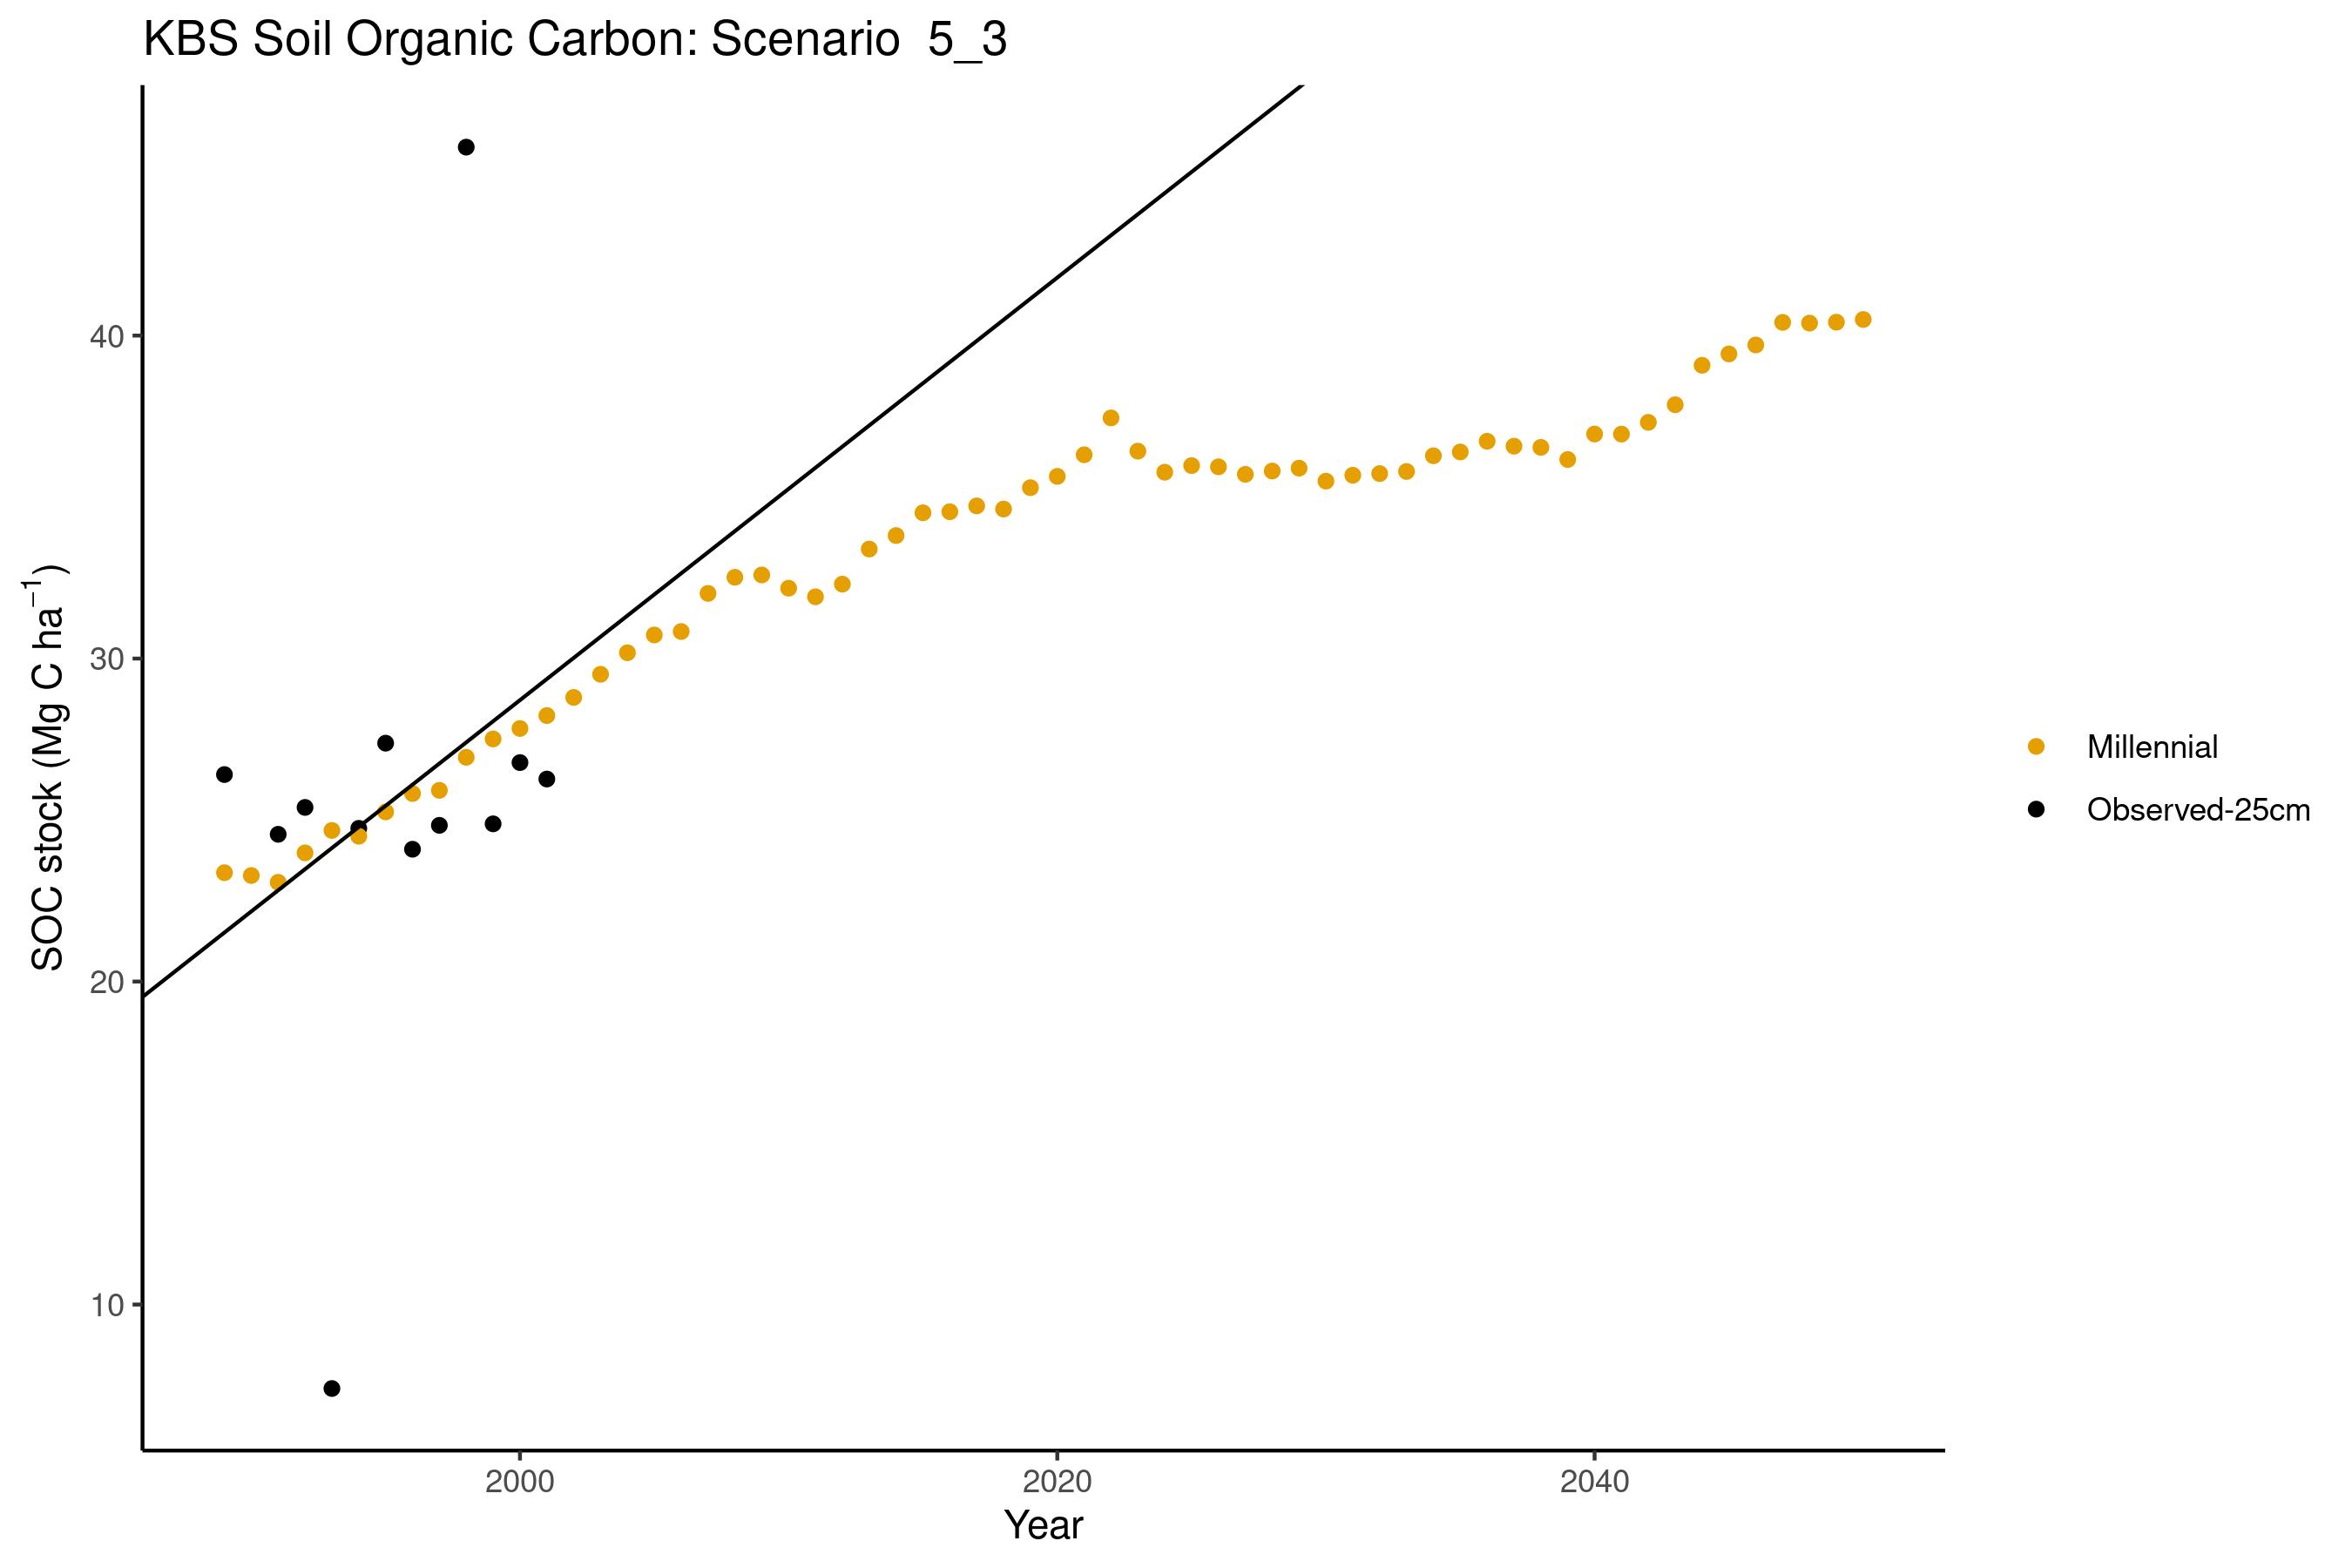 KBS Soil Organic Carbon: Scenario  5_3
SOC stock (Mg C ha⁻¹)
40
30
20
10
2000
2020
2040
Year
Millennial
Observed-25cm